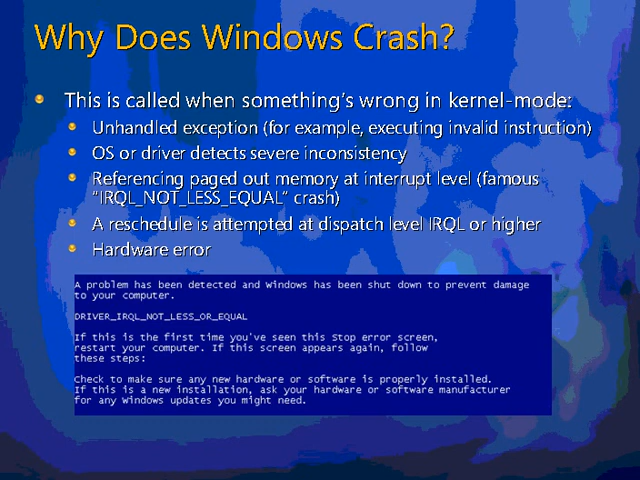 Why Does Windows Crash?
This is called when something's wrong in kernel-mode:
Unhandled exception (for example, executing invalid instruction)
OS or driver detects severe inconsistency
Referencing paged out memory at interrupt level (famous
"IRQL_NOT_LESS_EQUAL" crash)
A reschedule is attempted at dispatch level IRQL or higher
Hardware error
A problem has been detected and Windows has been shut down to prevent damage
to your computer.
DRIVER_IRQL_NOT_LESS_OR_EQUAL
If this is the first time you've seen this Stop error screen,
restart your computer. If this screen appears again, follow
these steps:
Check to make sure any new hardware or software is properly installed.
If this is a new installation, ask your hardware or software manufacturer
for any Windows updates you might need.